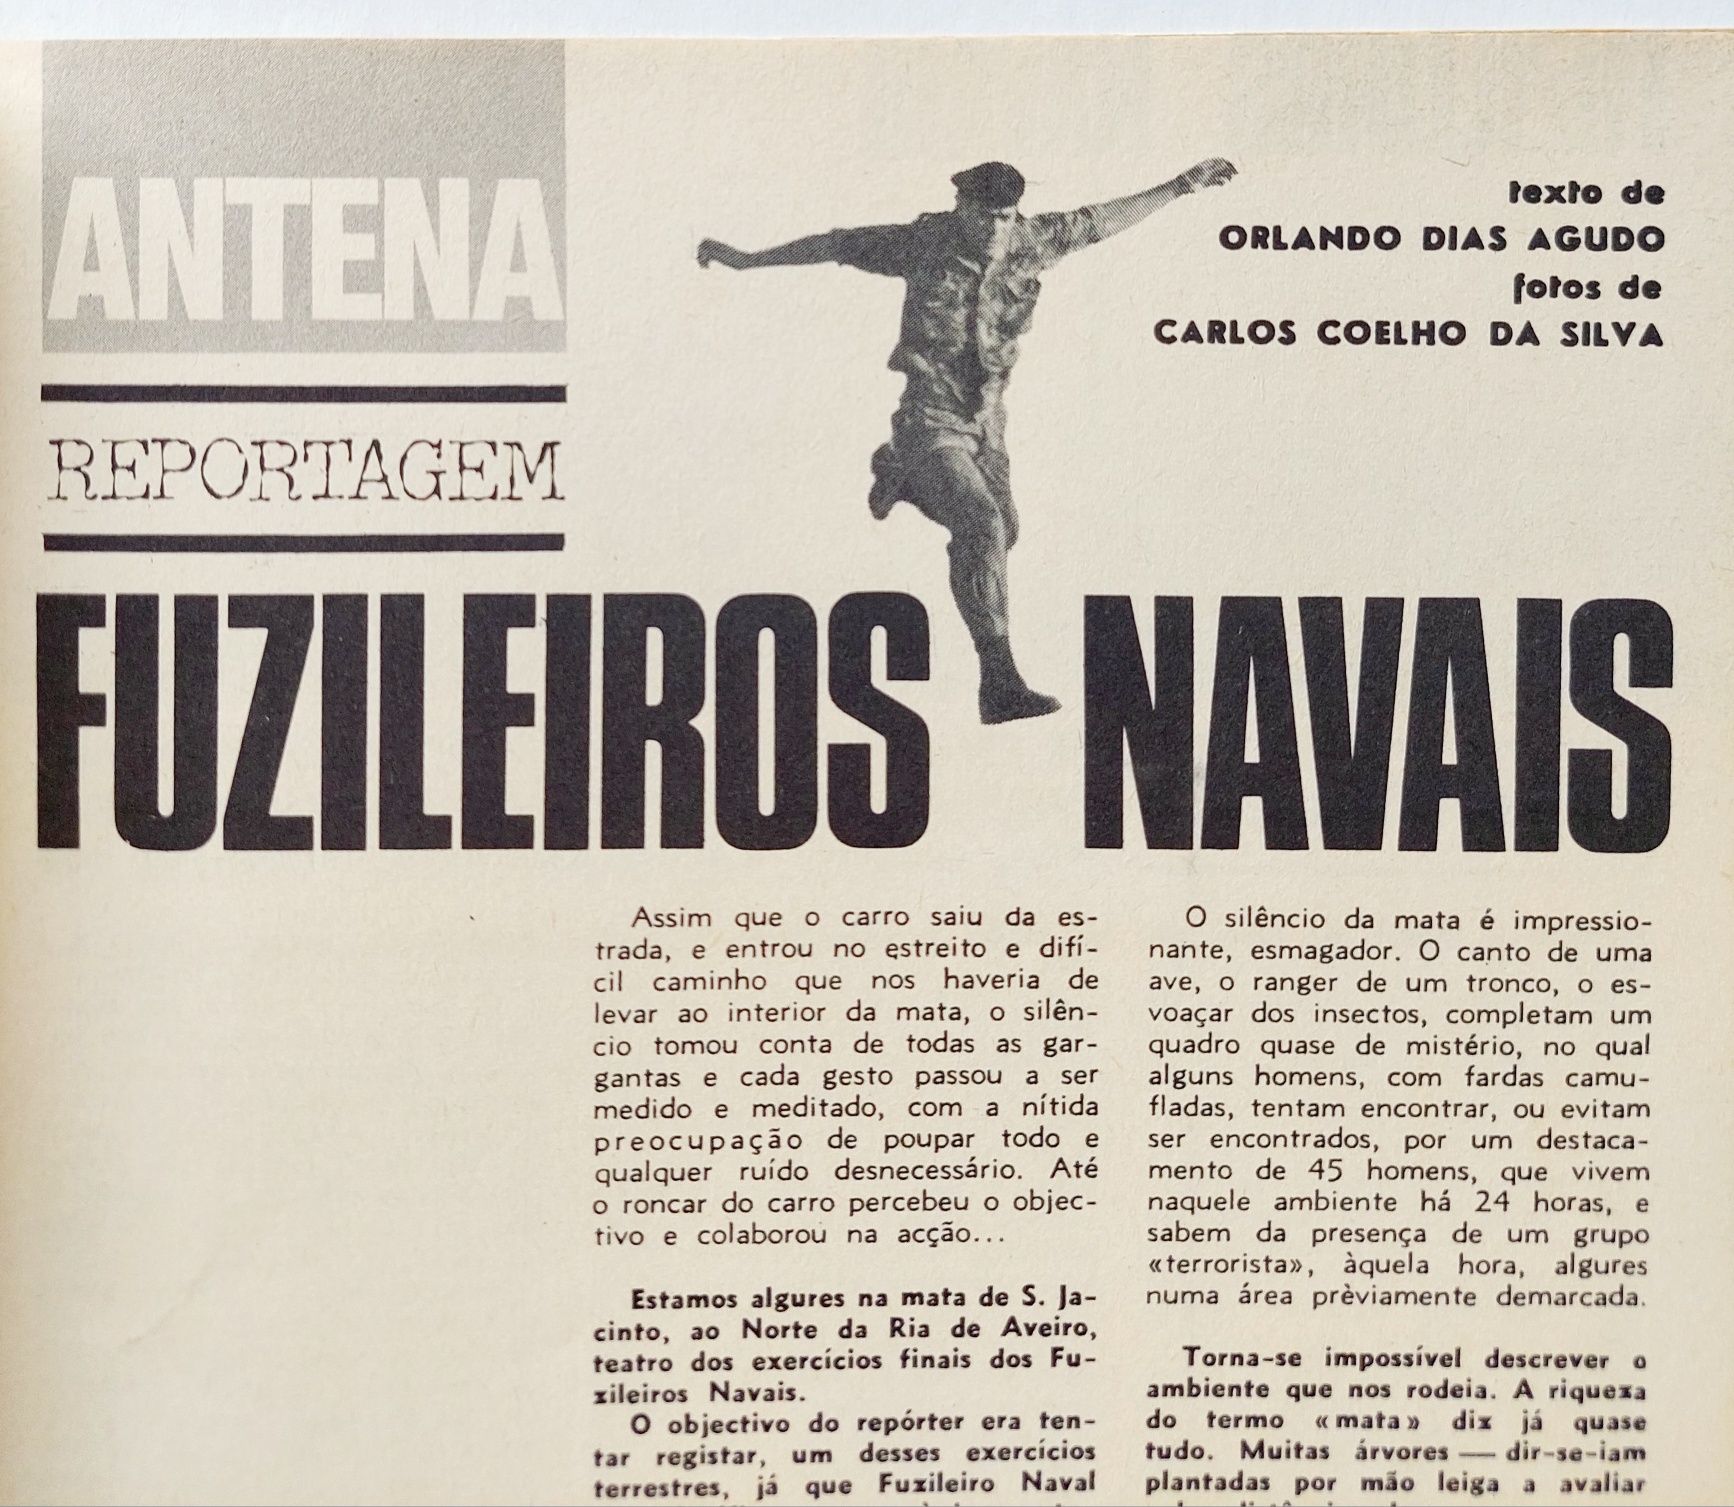 ANTENA
REPORTAGEM
texto de
ORLANDO DIAS AGUDO
fotos de
CARLOS COELHO DA SILVA
FUZILEIROS NAVAIS
Assim que o carro saiu da es-
trada, e entrou no estreito e difí-
cil caminho que nos haveria de
levar ao interior da mata, o silên-
cio tomou conta de todas as gar-
gantas e cada gesto passou a ser
medido e meditado, com a nítida
preocupação de poupar todo e
qualquer ruído desnecessário. Até
o roncar do carro percebeu o objec-
tivo e colaborou na acção...
Estamos algures na mata de S. Ja-
cinto, ao Norte da Ria de Aveiro,
teatro dos exercícios finais dos Fu-
zileiros Navais.
O objectivo do repórter era ten-
tar registar, um desses exercícios
terrestres, já que Fuzileiro Naval
O silêncio da mata é impressio-
nante, esmagador. O canto de uma
ave, o ranger de um tronco, o es-
voaçar dos insectos, completam um
quadro quase de mistério, no qual
alguns homens, com fardas camu-
fladas, tentam encontrar, ou evitam
ser encontrados, por um destaca-
mento de 45 homens, que vivem
naquele ambiente há 24 horas, e
sabem da presença de um grupo
«terrorista», àquela hora, algures
numa área prèviamente demarcada.
Torna-se impossível descrever o
ambiente que nos rodeia. A riqueza
do termo «mata» diz já quase
tudo. Muitas árvores — dir-se-iam
plantadas por mão leiga a avaliar